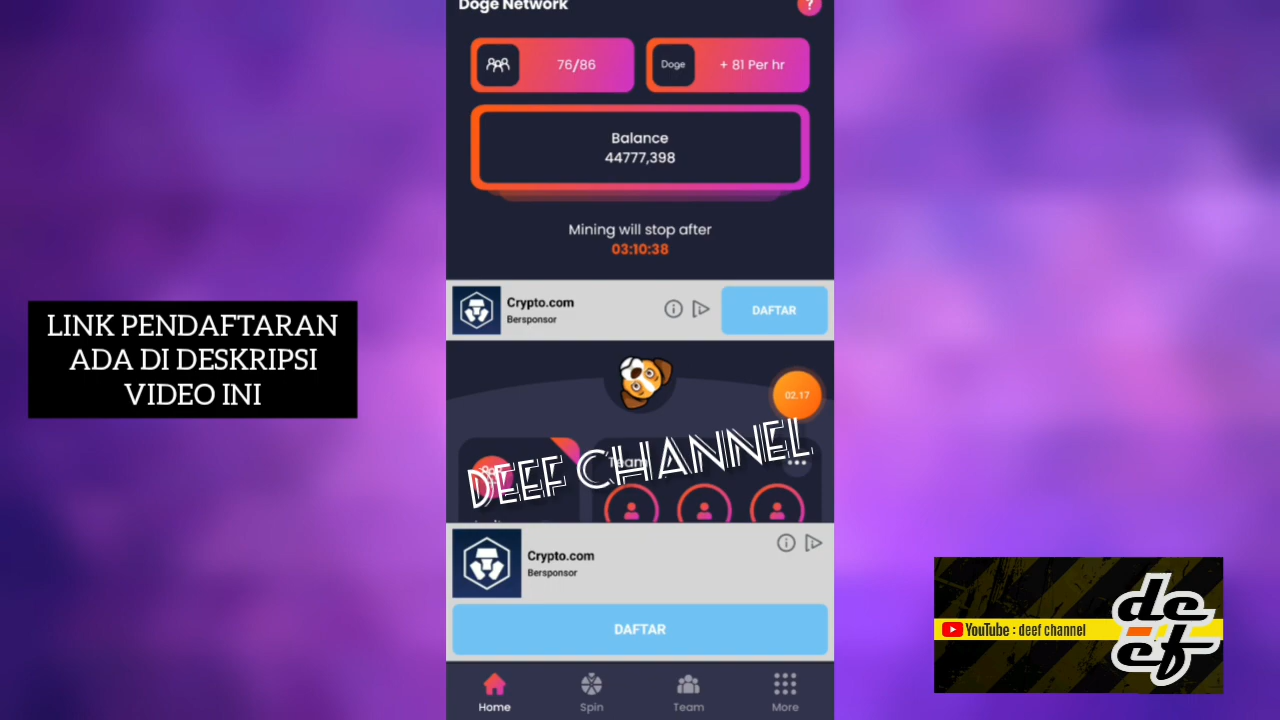 Doge Network
?
76/86
Doge
+ 81 Per hr
Balance
44777,398
Mining will stop after
03:10:38
Crypto.com
Bersponsor
DAFTAR
LINK PENDAFTARAN
ADA DI DESKRIPSI
VIDEO INI
02.17
DEEF CHANNEL
Team
Crypto.com
Bersponsor
DAFTAR
YouTube : deef channel
deef
Home
Spin
Team
More